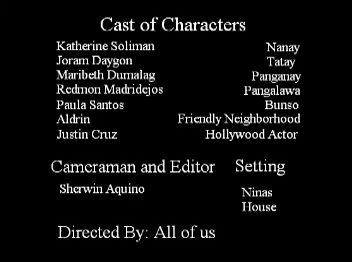 Cast of Characters
Katherine Soliman Nanay
Joram Daygon Tatay
Maribeth Dumalag Panganay
Redmon Madridejos Pangalawa
Paula Santos Bunso
Aldrin Friendly Neighborhood
Justin Cruz Hollywood Actor
Cameraman and Editor Setting
Sherwin Aquino Ninas
House
Directed By: All of us